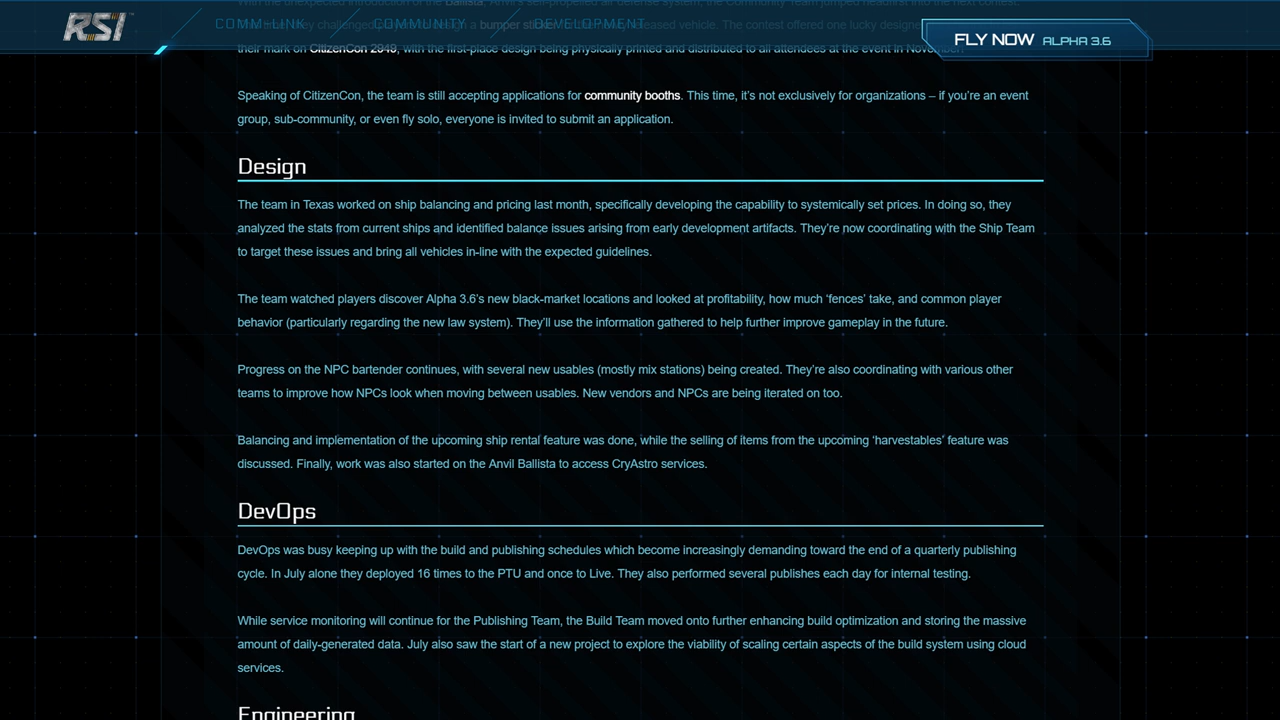 RSI
COMM-LINK
COMMUNITY
DEVELOPMENT
FLY NOW ALPHA 3.6
their mark on CitizenCon 2949, with the first-place design being physically printed and distributed to all attendees at the event in November.
Speaking of CitizenCon, the team is still accepting applications for community booths. This time, it’s not exclusively for organizations – if you’re an event
group, sub-community, or even fly solo, everyone is invited to submit an application.
Design
The team in Texas worked on ship balancing and pricing last month, specifically developing the capability to systemically set prices. In doing so, they
analyzed the stats from current ships and identified balance issues arising from early development artifacts. They’re now coordinating with the Ship Team
to target these issues and bring all vehicles in-line with the expected guidelines.
The team watched players discover Alpha 3.6’s new black-market locations and looked at profitability, how much ‘fences’ take, and common player
behavior (particularly regarding the new law system). They’ll use the information gathered to help further improve gameplay in the future.
Progress on the NPC bartender continues, with several new usables (mostly mix stations) being created. They’re also coordinating with various other
teams to improve how NPCs look when moving between usables. New vendors and NPCs are being iterated on too.
Balancing and implementation of the upcoming ship rental feature was done, while the selling of items from the upcoming ‘harvestables’ feature was
discussed. Finally, work was also started on the Anvil Ballista to access CryAstro services.
DevOps
DevOps was busy keeping up with the build and publishing schedules which become increasingly demanding toward the end of a quarterly publishing
cycle. In July alone they deployed 16 times to the PTU and once to Live. They also performed several publishes each day for internal testing.
While service monitoring will continue for the Publishing Team, the Build Team moved onto further enhancing build optimization and storing the massive
amount of daily-generated data. July also saw the start of a new project to explore the viability of scaling certain aspects of the build system using cloud
services.
Engineering